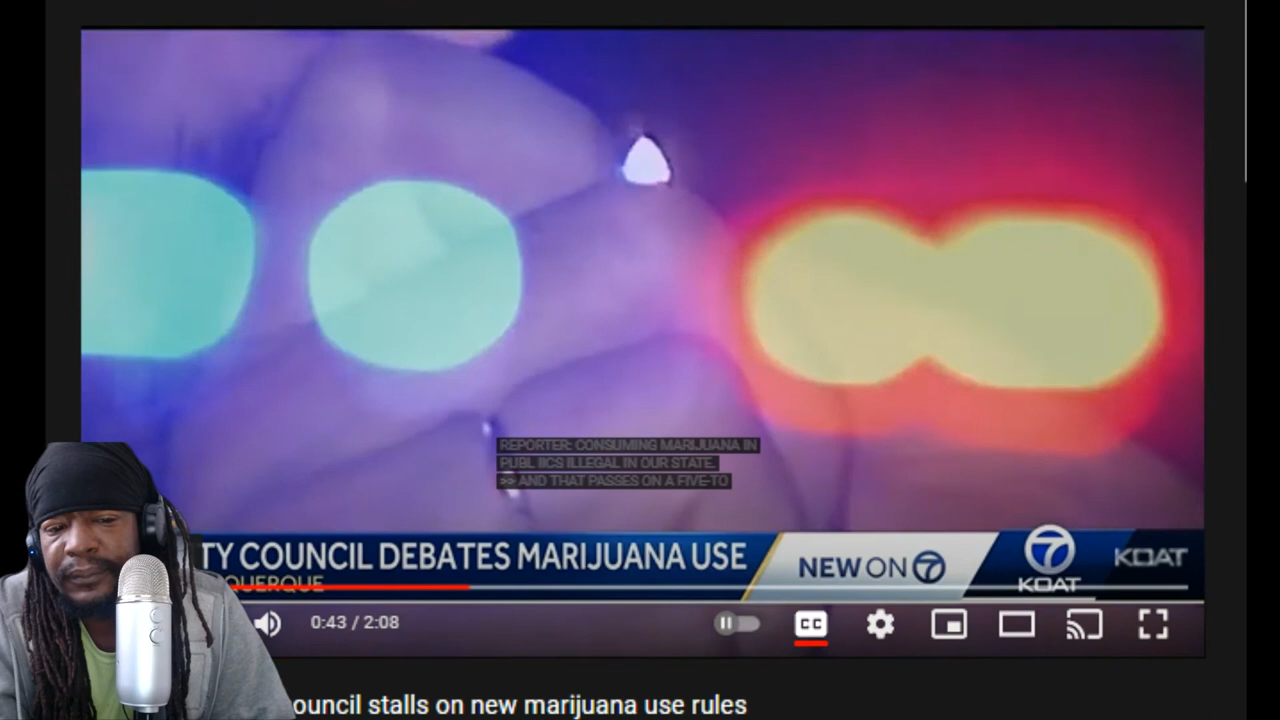 REPORTER: CONSUMING MARIJUANA IN
PUBL IICS ILLEGAL IN OUR STATE.
>> AND THAT PASSES ON A FIVE-TO
TY COUNCIL DEBATES MARIJUANA USE
QUERQUE
NEW ON 7
7
KOAT
KOAT
0:43 / 2:08
CC
ouncil stalls on new marijuana use rules